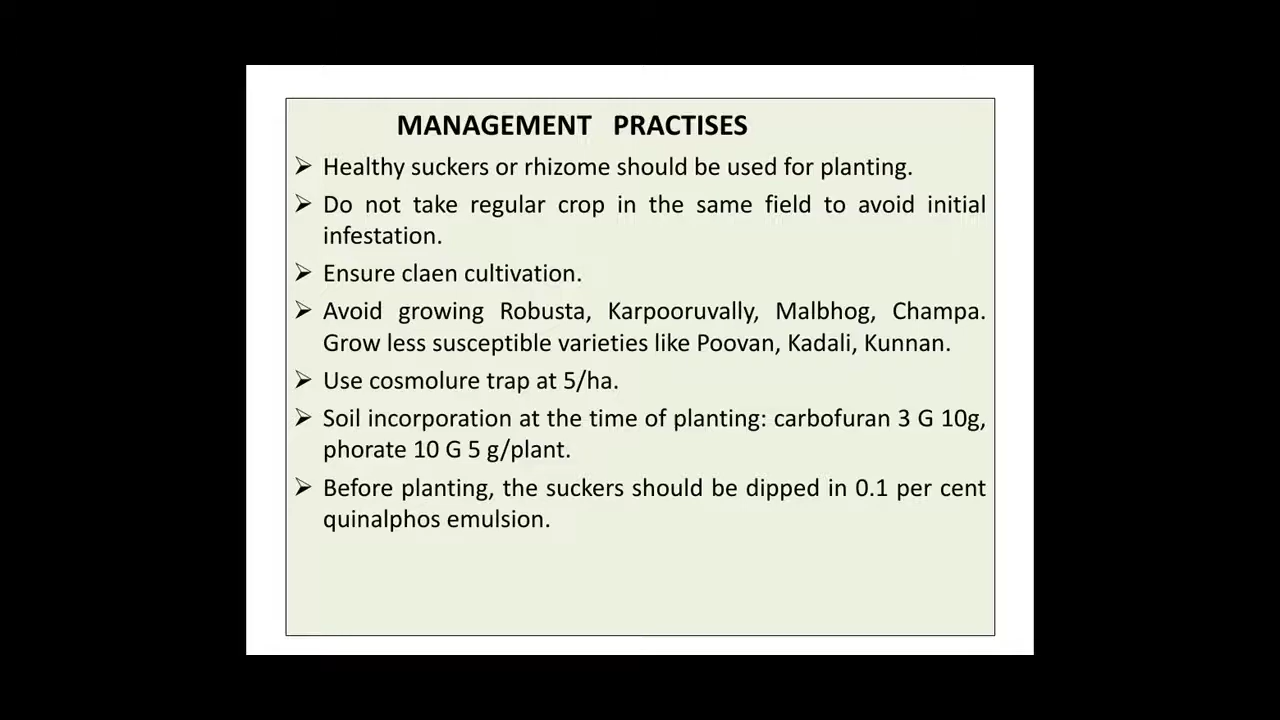 MANAGEMENT PRACTISES
➢ Healthy suckers or rhizome should be used for planting.
➢ Do not take regular crop in the same field to avoid initial
infestation.
➢ Ensure claen cultivation.
➢ Avoid growing Robusta, Karpooruvally, Malbhog, Champa.
Grow less susceptible varieties like Poovan, Kadali, Kunnan.
➢ Use cosmolure trap at 5/ha.
➢ Soil incorporation at the time of planting: carbofuran 3 G 10g,
phorate 10 G 5 g/plant.
➢ Before planting, the suckers should be dipped in 0.1 per cent
quinalphos emulsion.